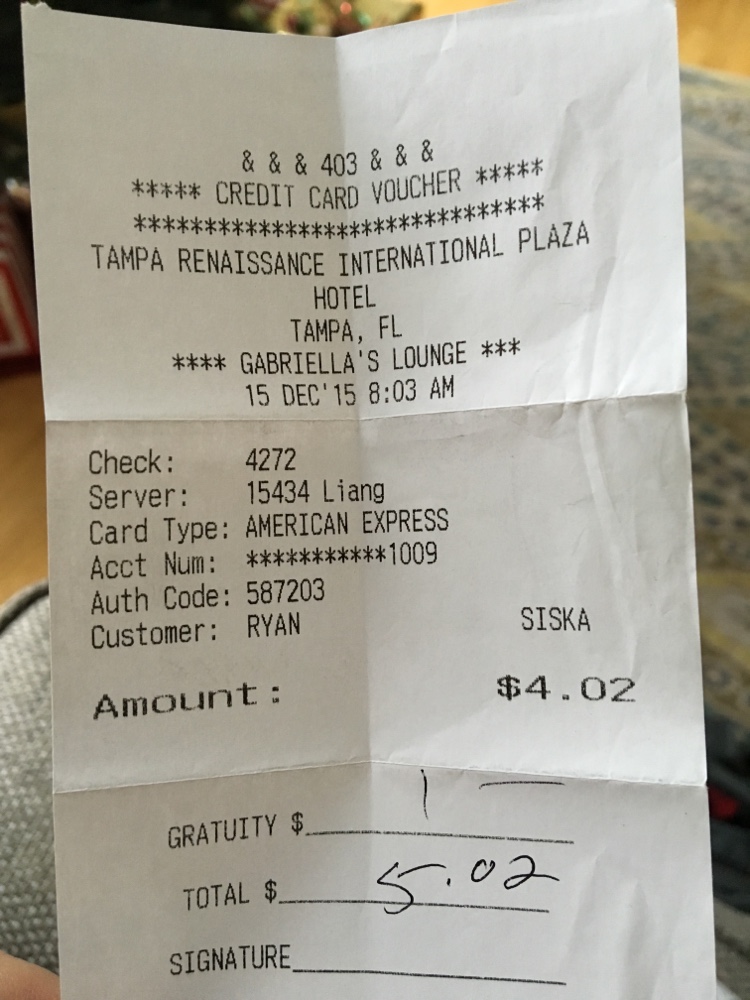 & & & 403 & & &
***** CREDIT CARD VOUCHER *****
*******************************
TAMPA RENAISSANCE INTERNATIONAL PLAZA
HOTEL
TAMPA, FL
**** GABRIELLA'S LOUNGE ***
15 DEC'15 8:03 AM
Check: 4272
Server: 15434 Liang
Card Type: AMERICAN EXPRESS
Acct Num: ***********1009
Auth Code: 587203
Customer: RYAN SISKA
Amount: $4.02
GRATUITY $ 1 —
TOTAL $ 5.02
SIGNATURE